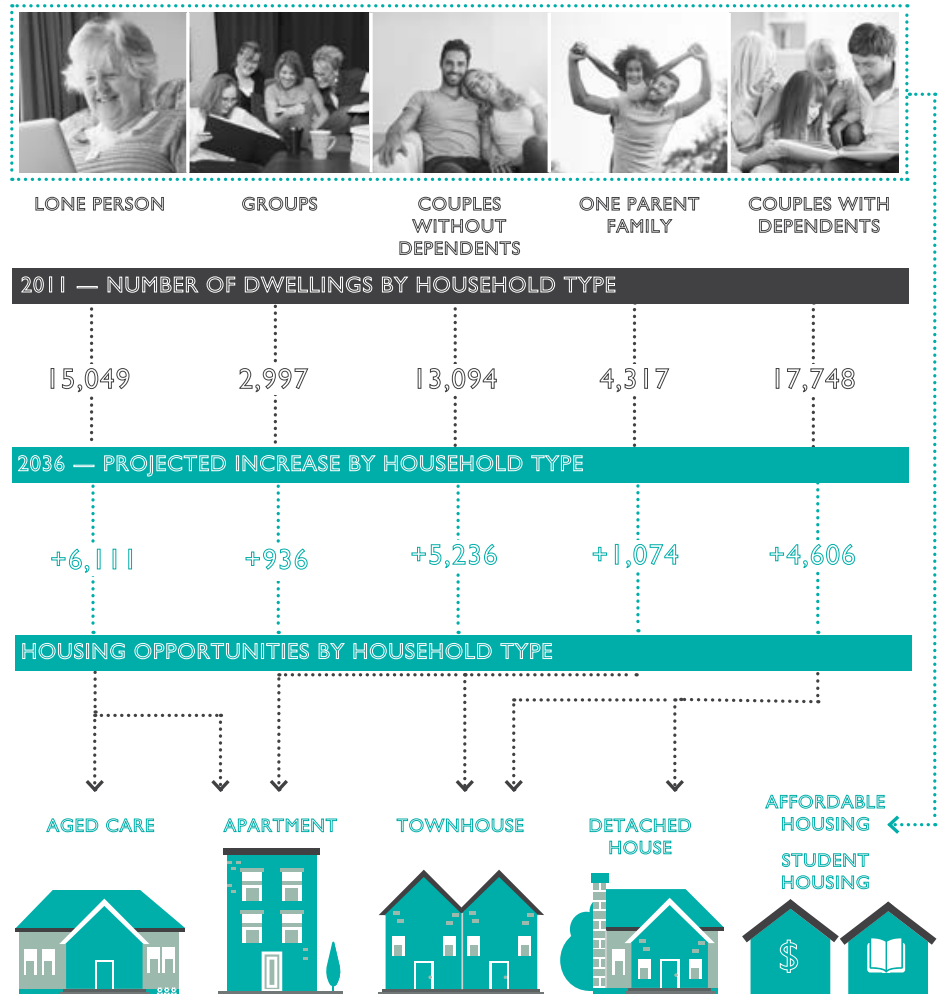 LONE PERSON
GROUPS
COUPLES
WITHOUT
DEPENDENTS
ONE PARENT
FAMILY
COUPLES WITH
DEPENDENTS
2011 — NUMBER OF DWELLINGS BY HOUSEHOLD TYPE
15,049
2,997
13,094
4,317
17,748
2036 — PROJECTED INCREASE BY HOUSEHOLD TYPE
+6,111
+936
+5,236
+1,074
+4,606
HOUSING OPPORTUNITIES BY HOUSEHOLD TYPE
AGED CARE
APARTMENT
TOWNHOUSE
DETACHED
HOUSE
AFFORDABLE
HOUSING
STUDENT
HOUSING
$